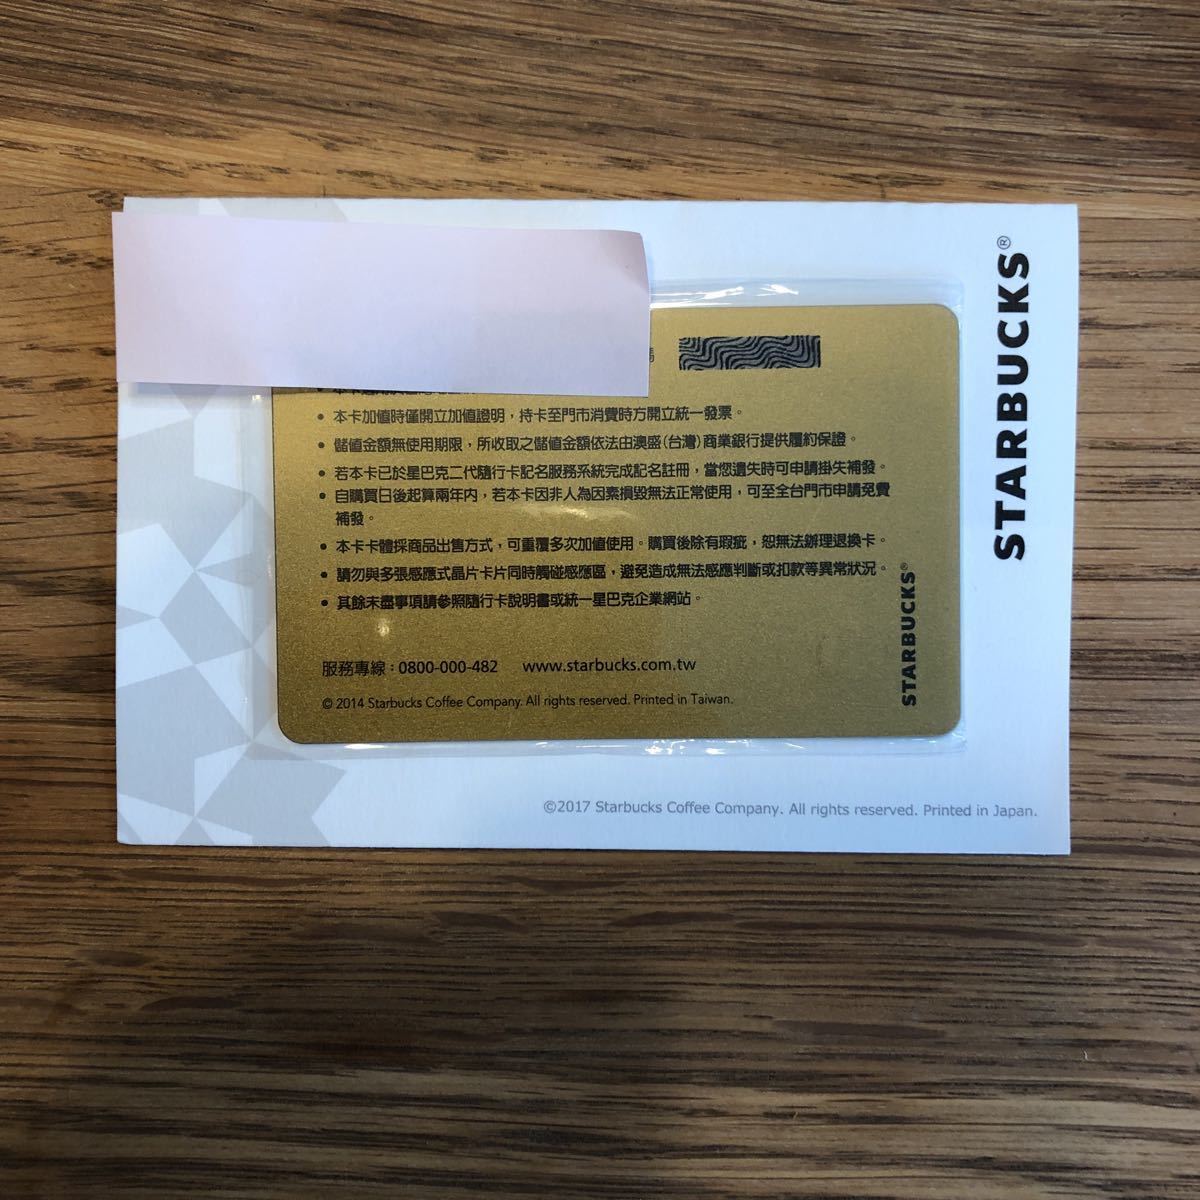 碼
• 本卡加值時僅開立加值證明，持卡至門市消費時方開立統一發票。
• 儲值金額無使用期限，所收取之儲值金額依法由澳盛(台灣)商業銀行提供履約保證。
• 若本卡已於星巴克二代隨行卡記名服務系統完成記名註冊，當您遺失時可申請掛失補發。
• 自購買日後起算兩年内，若本卡因非人為因素損毀無法正常使用，可至全台門市申請免費
補發。
• 本卡卡體採商品出售方式，可重覆多次加值使用。購買後除有瑕疵，恕無法辦理退換卡。
• 請勿與多張感應式晶片卡片同時觸碰感應區，避免造成無法感應判斷或扣款等異常狀況。
• 其餘未盡事項請參照隨行卡說明書或統一星巴克企業網站。
服務專線：0800-000-482 www.starbucks.com.tw
© 2014 Starbucks Coffee Company. All rights reserved. Printed in Taiwan.
STARBUCKS®
STARBUCKS®
©2017 Starbucks Coffee Company. All rights reserved. Printed in Japan.